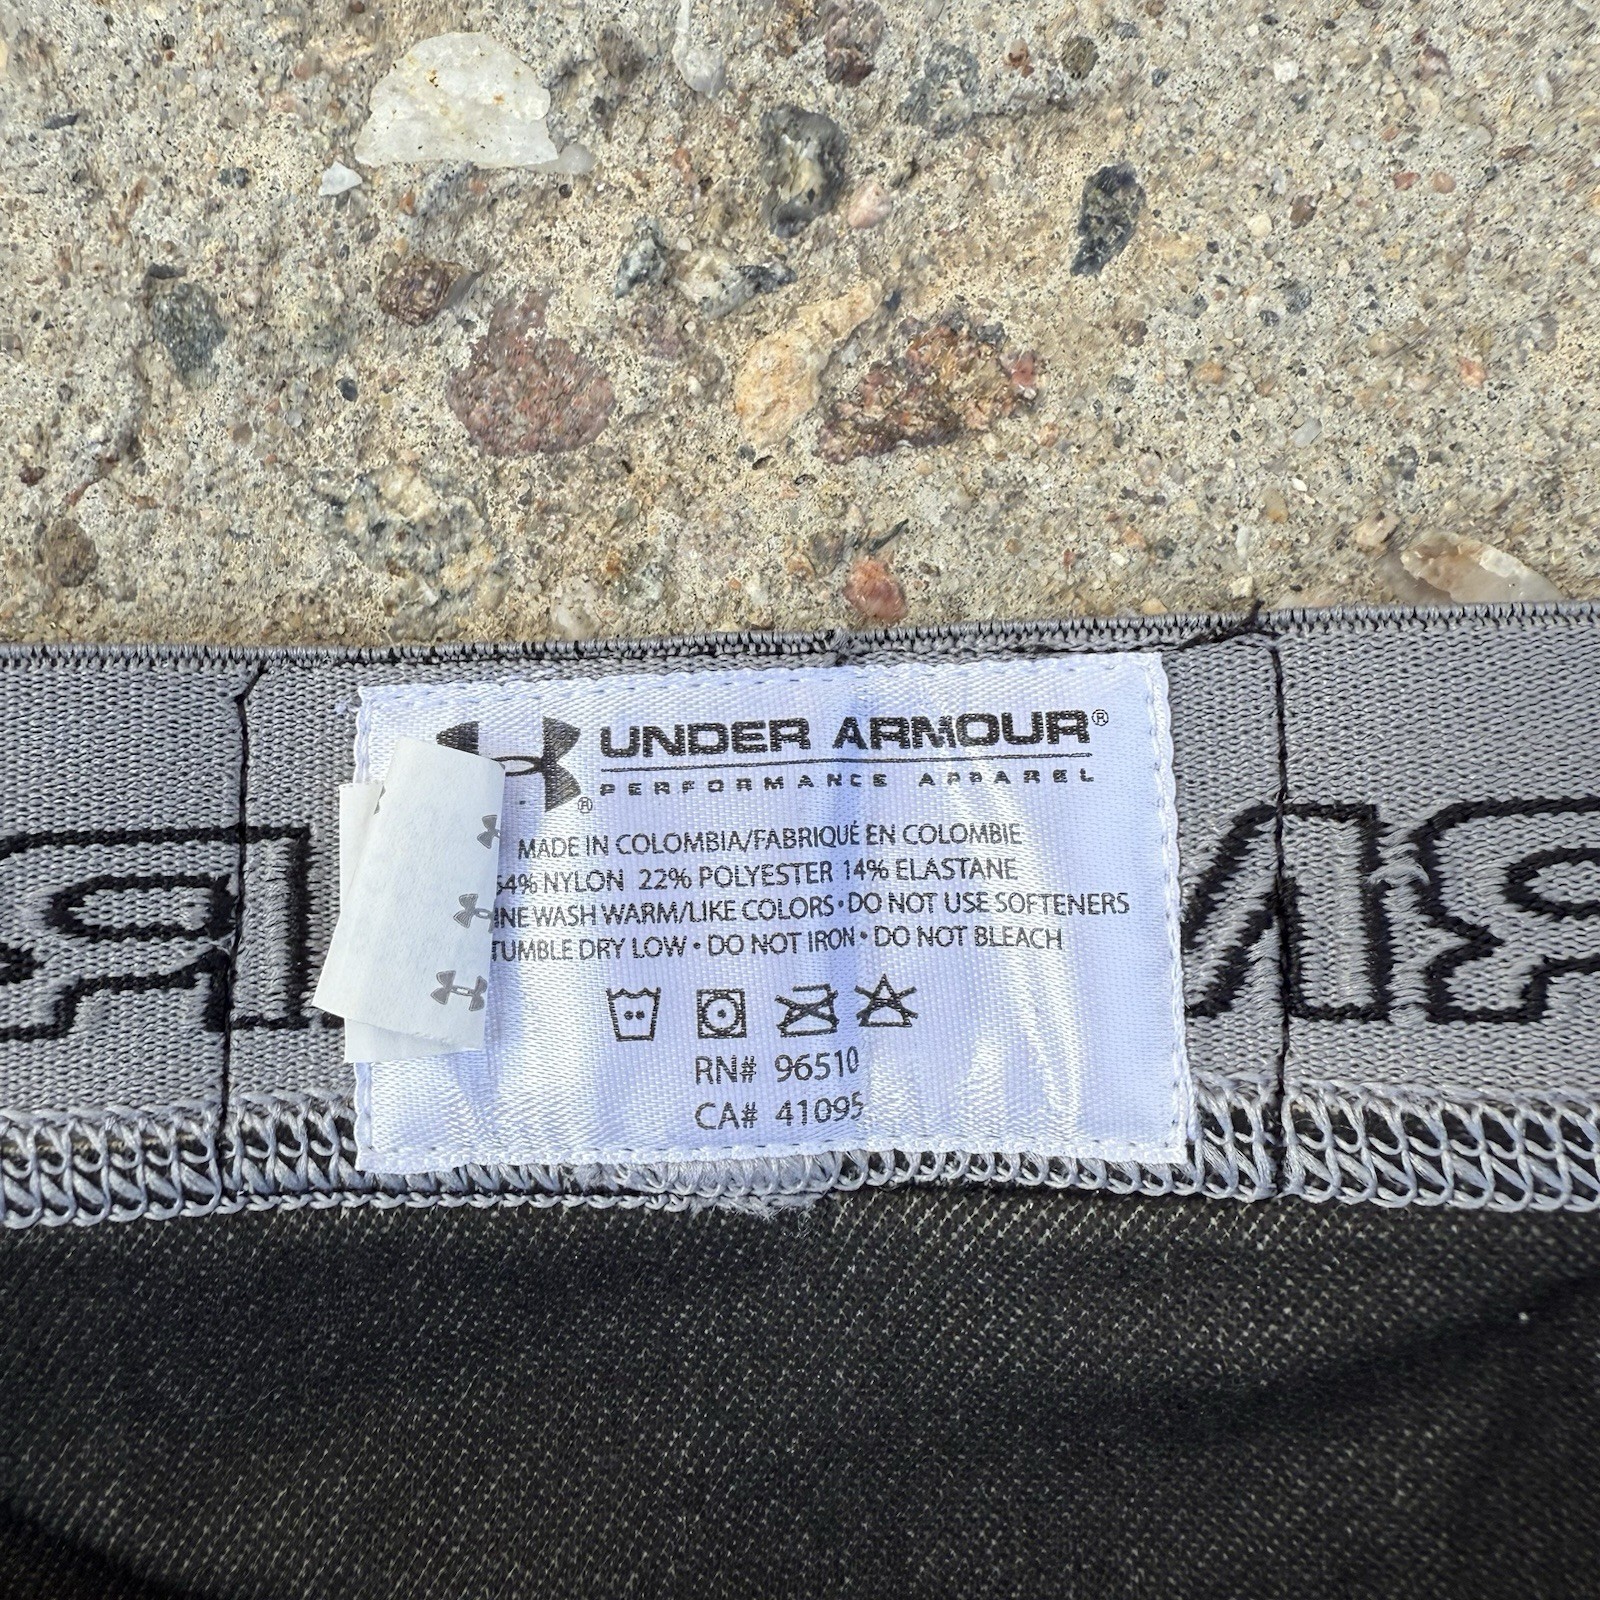 UNDER ARMOUR®
PERFORMANCE APPAREL
®
MADE IN COLOMBIA/FABRIQUÉ EN COLOMBIE
64% NYLON 22% POLYESTER 14% ELASTANE
INE WASH WARM/LIKE COLORS • DO NOT USE SOFTENERS
TUMBLE DRY LOW • DO NOT IRON • DO NOT BLEACH
RN# 96510
CA# 41095